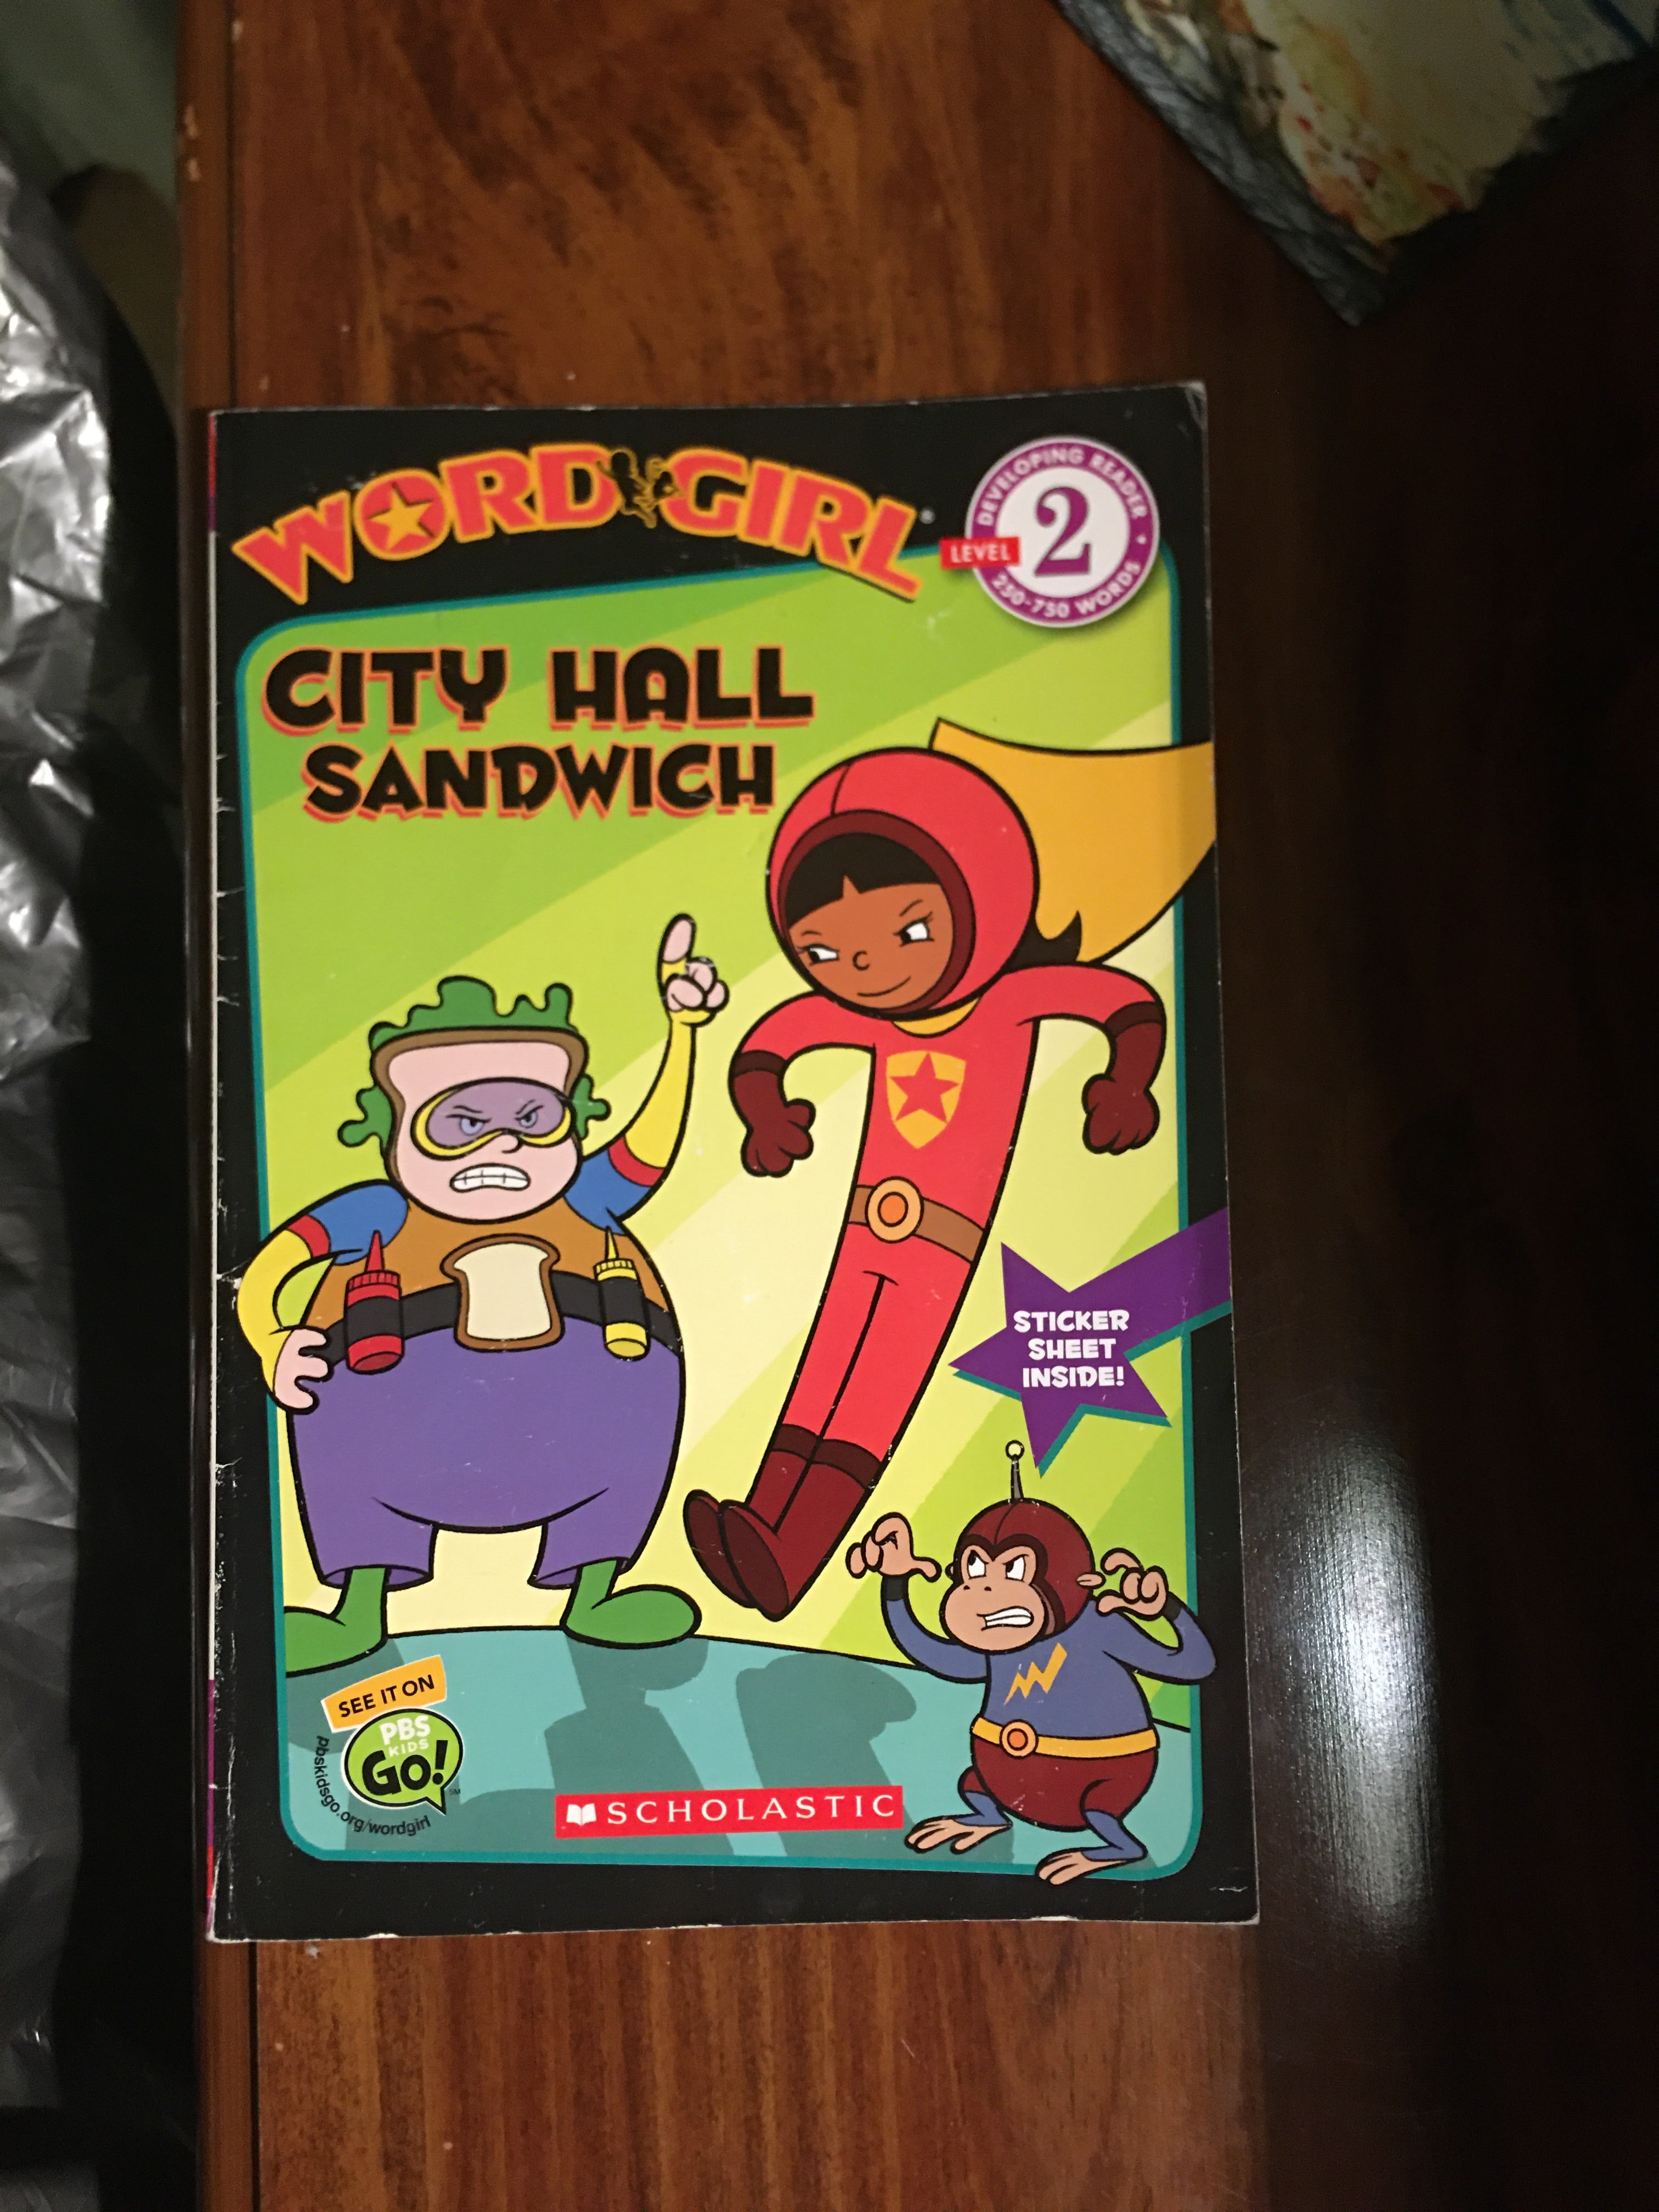 WORDGIRL®
DEVELOPING READER
LEVEL 2
250-750 WORDS
CITY HALL
SANDWICH
STICKER
SHEET
INSIDE!
SEE IT ON
PBS
KIDS
GO!
SM
pbskidsgo.org/wordgirl
SCHOLASTIC